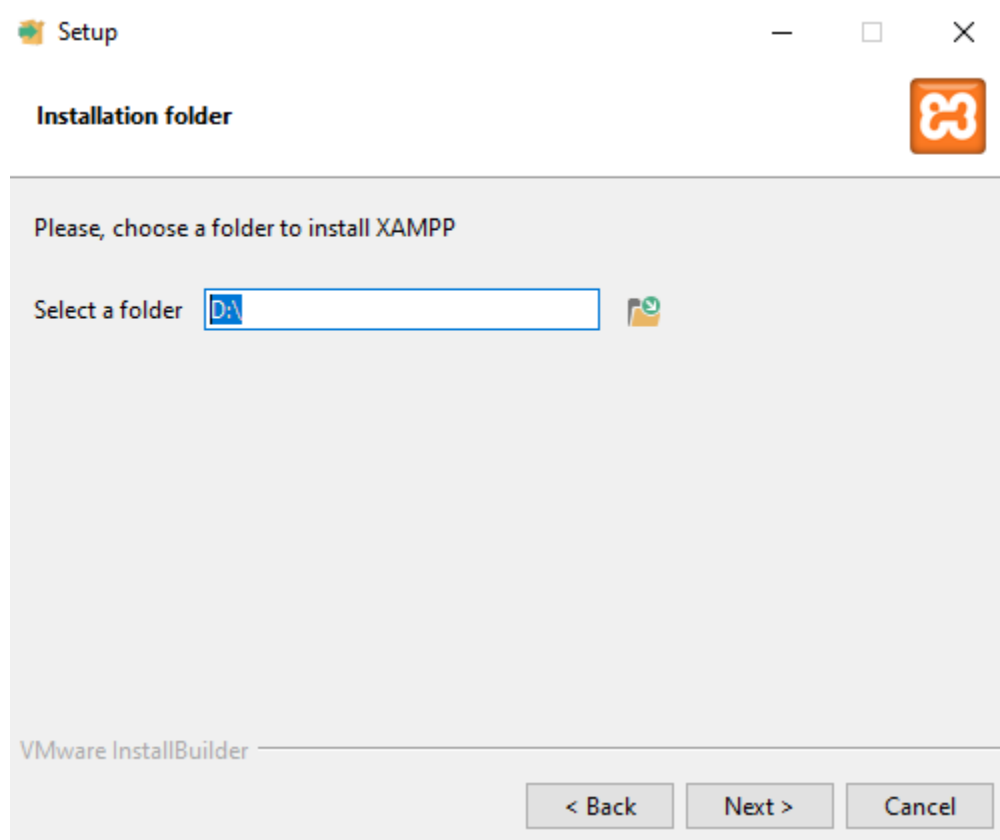 Setup
Installation folder
Please, choose a folder to install XAMPP
Select a folder D:\
VMware InstallBuilder
< Back Next > Cancel